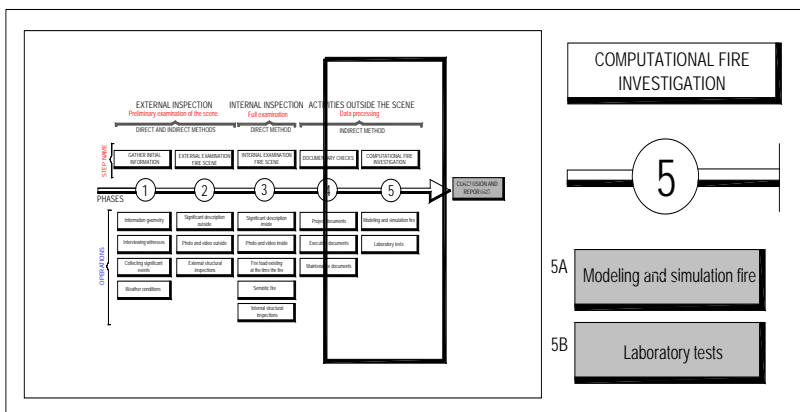 EXTERNAL INSPECTION
Preliminary examination of the scene
DIRECT AND INDIRECT METHODS
INTERNAL INSPECTION
Full examination
DIRECT METHOD
ACTIVITIES OUTSIDE THE SCENE
Data processing
INDIRECT METHOD
STEP NAME
GATHER INITIAL
INFORMATION
EXTERNAL EXAMINATION
FIRE SCENE
INTERNAL EXAMINATION
FIRE SCENE
DOCUMENTARY CHECKS
COMPUTATIONAL FIRE
INVESTIGATION
PHASES
1
2
3
4
5
CONCLUSION AND
REPORTING
OPERATIONS
Information geometry
Interviewing witnesses
Collecting significant
events
Weather conditions
Significant description
outside
Photo and video outside
External structural
inspections
Significant description
inside
Photo and video inside
Fire load existing
at the time the fire
Semiotic fire
Internal structural
inspections
Project documents
Executive documents
Maintenance documents
Modeling and simulation fire
Laboratory tests
COMPUTATIONAL FIRE
INVESTIGATION
5
5A
Modeling and simulation fire
5B
Laboratory tests